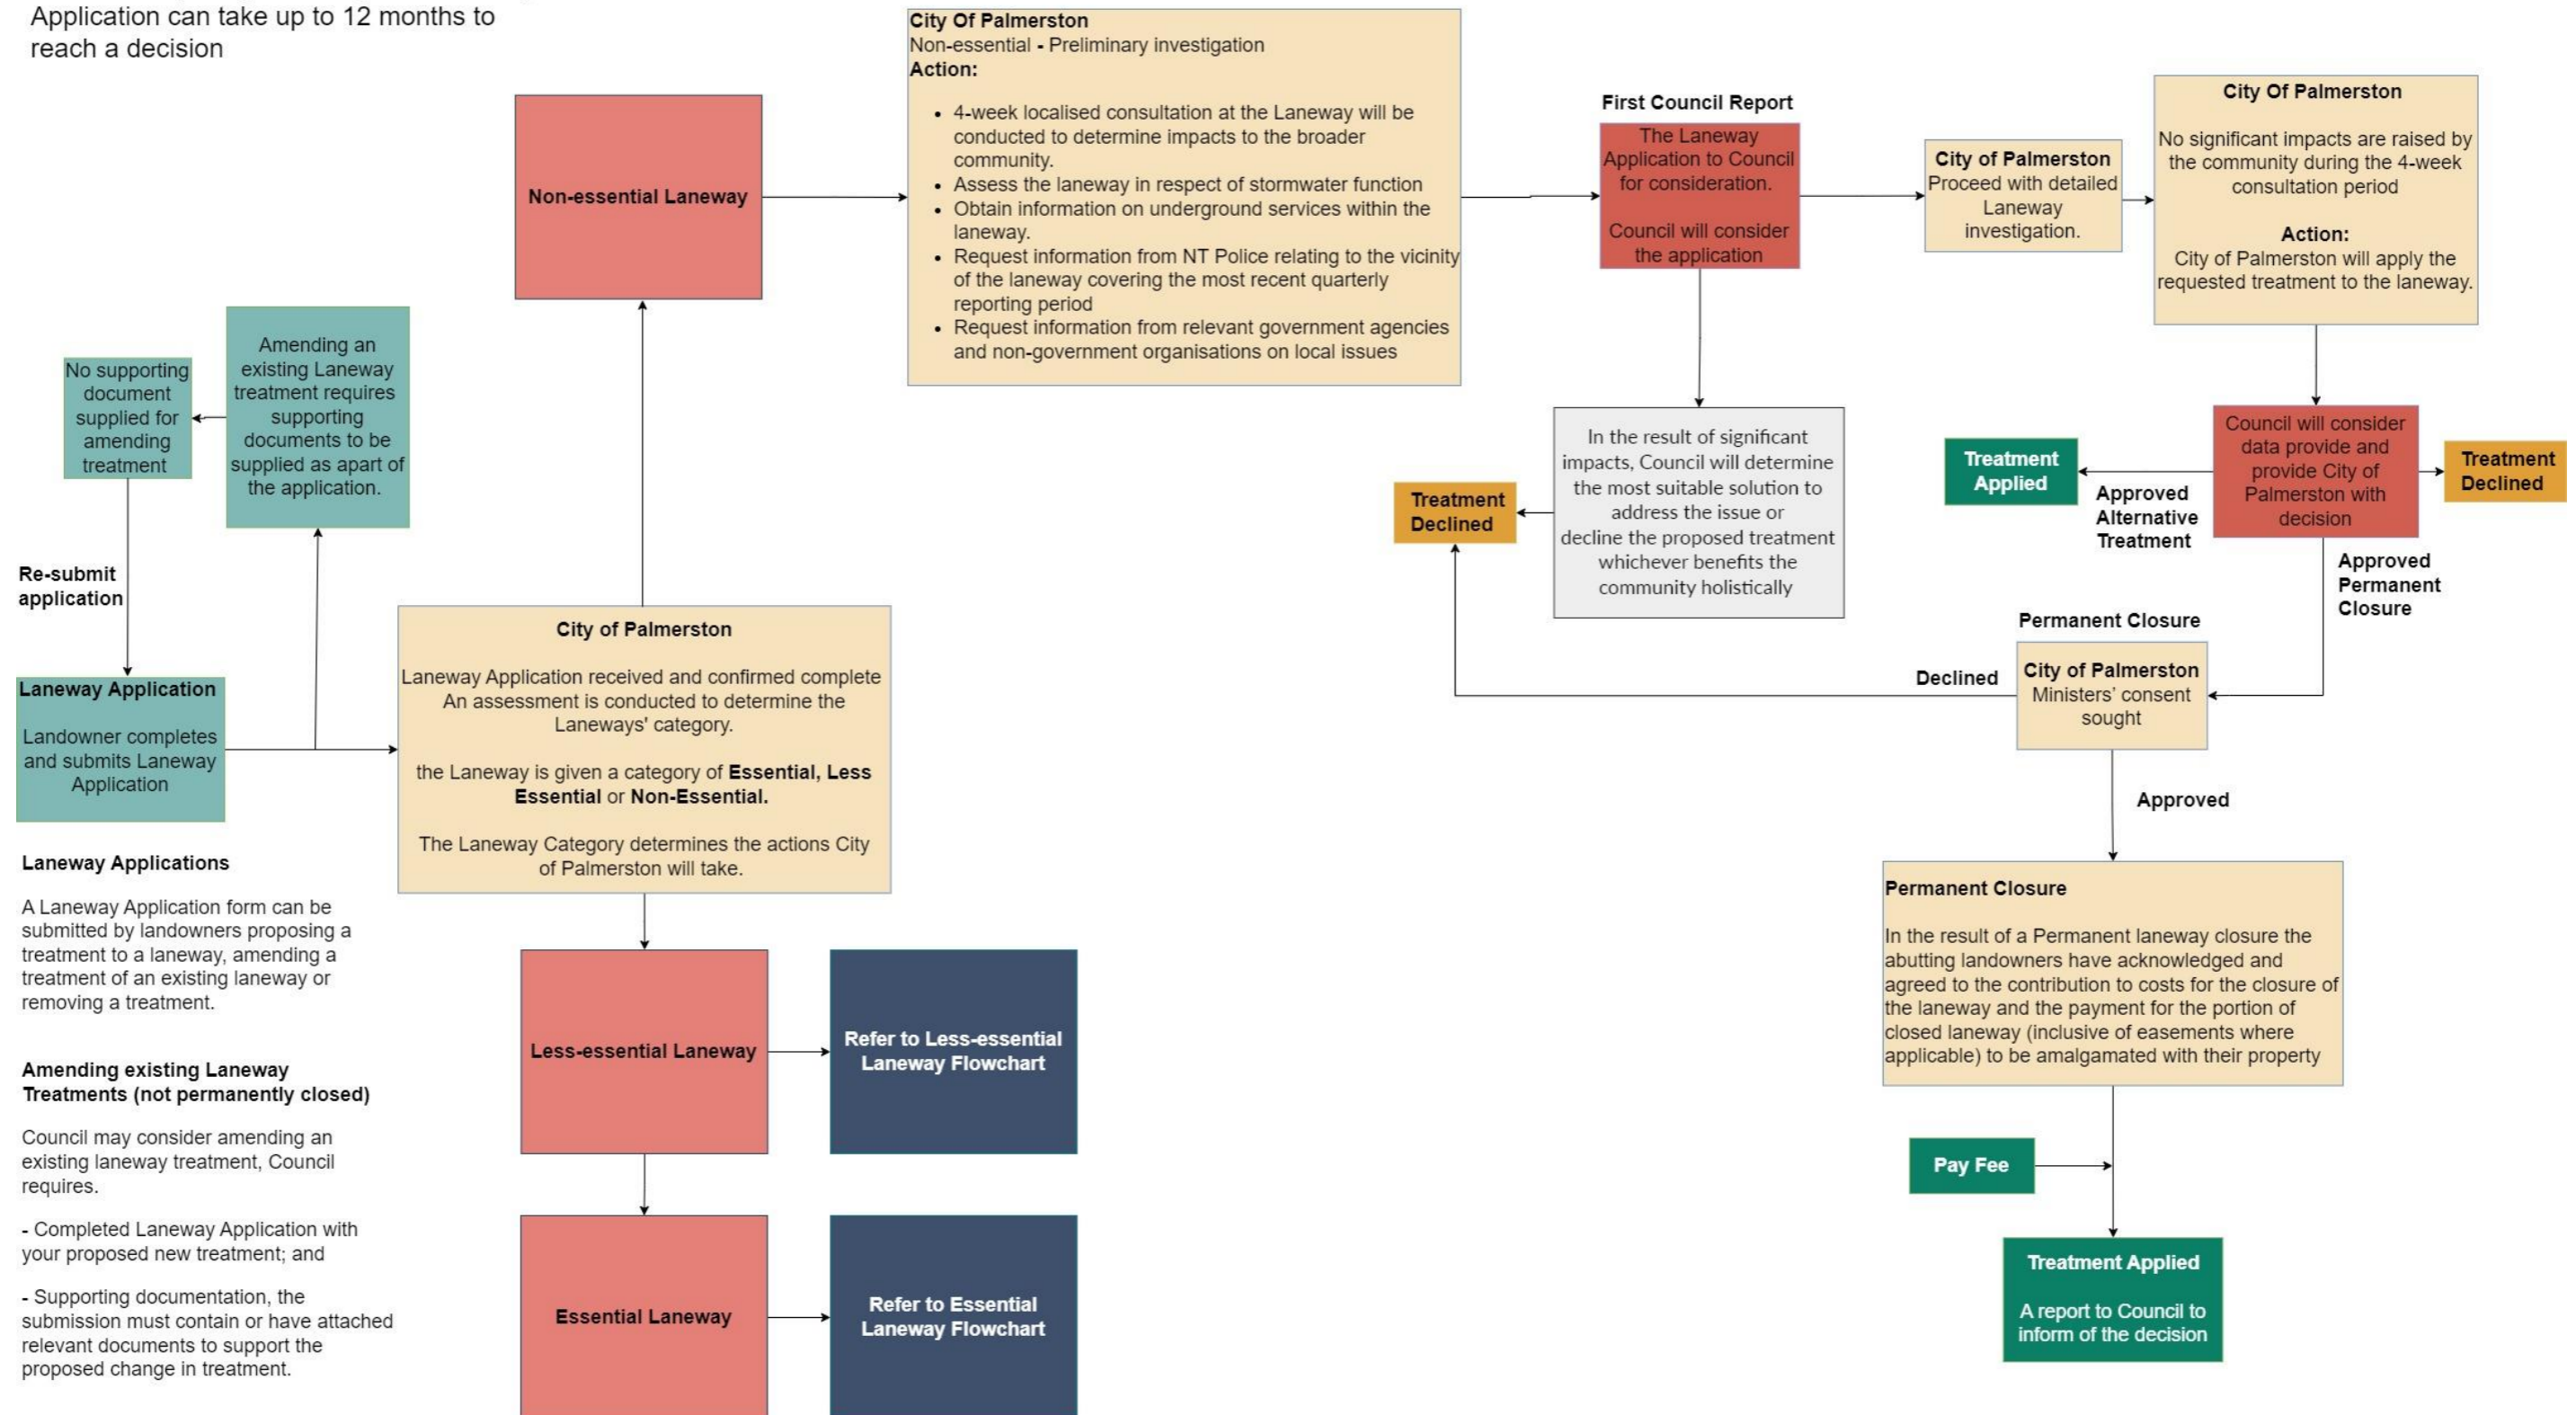 Application can take up to 12 months to
reach a decision
City Of Palmerston
Non-essential - Preliminary investigation
Action:
• 4-week localised consultation at the Laneway will be
conducted to determine impacts to the broader
community.
• Assess the laneway in respect of stormwater function
• Obtain information on underground services within the
laneway.
• Request information from NT Police relating to the vicinity
of the laneway covering the most recent quarterly
reporting period
• Request information from relevant government agencies
and non-government organisations on local issues
Non-essential Laneway
First Council Report
The Laneway
Application to Council
for consideration.
Council will consider
the application
City of Palmerston
Proceed with detailed
Laneway
investigation.
City Of Palmerston
No significant impacts are raised by
the community during the 4-week
consultation period
Action:
City of Palmerston will apply the
requested treatment to the laneway.
No supporting
document
supplied for
amending
treatment
Amending an
existing Laneway
treatment requires
supporting
documents to be
supplied as apart of
the application.
Treatment
Declined
In the result of significant
impacts, Council will determine
the most suitable solution to
address the issue or
decline the proposed treatment
whichever benefits the
community holistically
Treatment
Applied
Approved
Alternative
Treatment
Council will consider
data provide and
provide City of
Palmerston with
decision
Treatment
Declined
Approved
Permanent
Closure
Re-submit
application
Laneway Application
Landowner completes
and submits Laneway
Application
City of Palmerston
Laneway Application received and confirmed complete
An assessment is conducted to determine the
Laneways' category.
the Laneway is given a category of Essential, Less
Essential or Non-Essential.
The Laneway Category determines the actions City
of Palmerston will take.
Permanent Closure
City of Palmerston
Ministers' consent
sought
Declined
Approved
Laneway Applications
A Laneway Application form can be
submitted by landowners proposing a
treatment to a laneway, amending a
treatment of an existing laneway or
removing a treatment.
Amending existing Laneway
Treatments (not permanently closed)
Council may consider amending an
existing laneway treatment, Council
requires.
- Completed Laneway Application with
your proposed new treatment; and
- Supporting documentation, the
submission must contain or have attached
relevant documents to support the
proposed change in treatment.
Less-essential Laneway
Refer to Less-essential
Laneway Flowchart
Essential Laneway
Refer to Essential
Laneway Flowchart
Permanent Closure
In the result of a Permanent laneway closure the
abutting landowners have acknowledged and
agreed to the contribution to costs for the closure of
the laneway and the payment for the portion of
closed laneway (inclusive of easements where
applicable) to be amalgamated with their property
Pay Fee
Treatment Applied
A report to Council to
inform of the decision